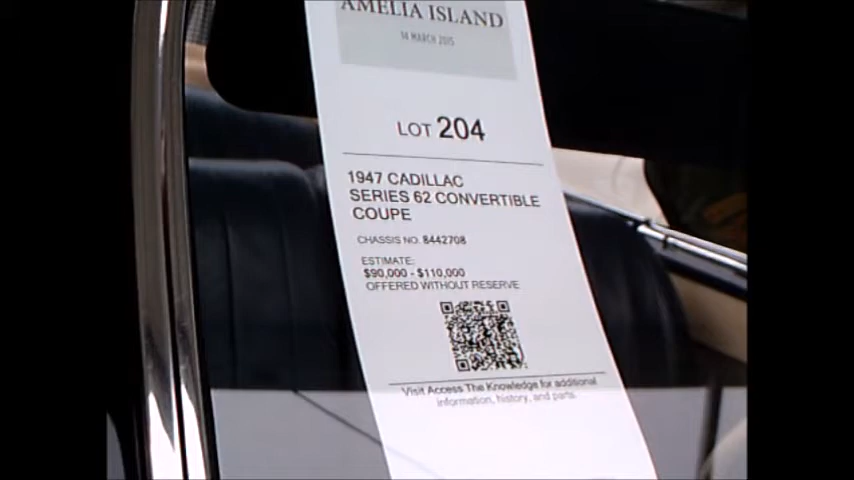 AMELIA ISLAND
14 MARCH 2015
LOT 204
1947 CADILLAC
SERIES 62 CONVERTIBLE
COUPE
CHASSIS NO. 8442708
ESTIMATE:
$90,000 - $110,000
OFFERED WITHOUT RESERVE
Visit Access The Knowledge for additional
information, history, and of parts.